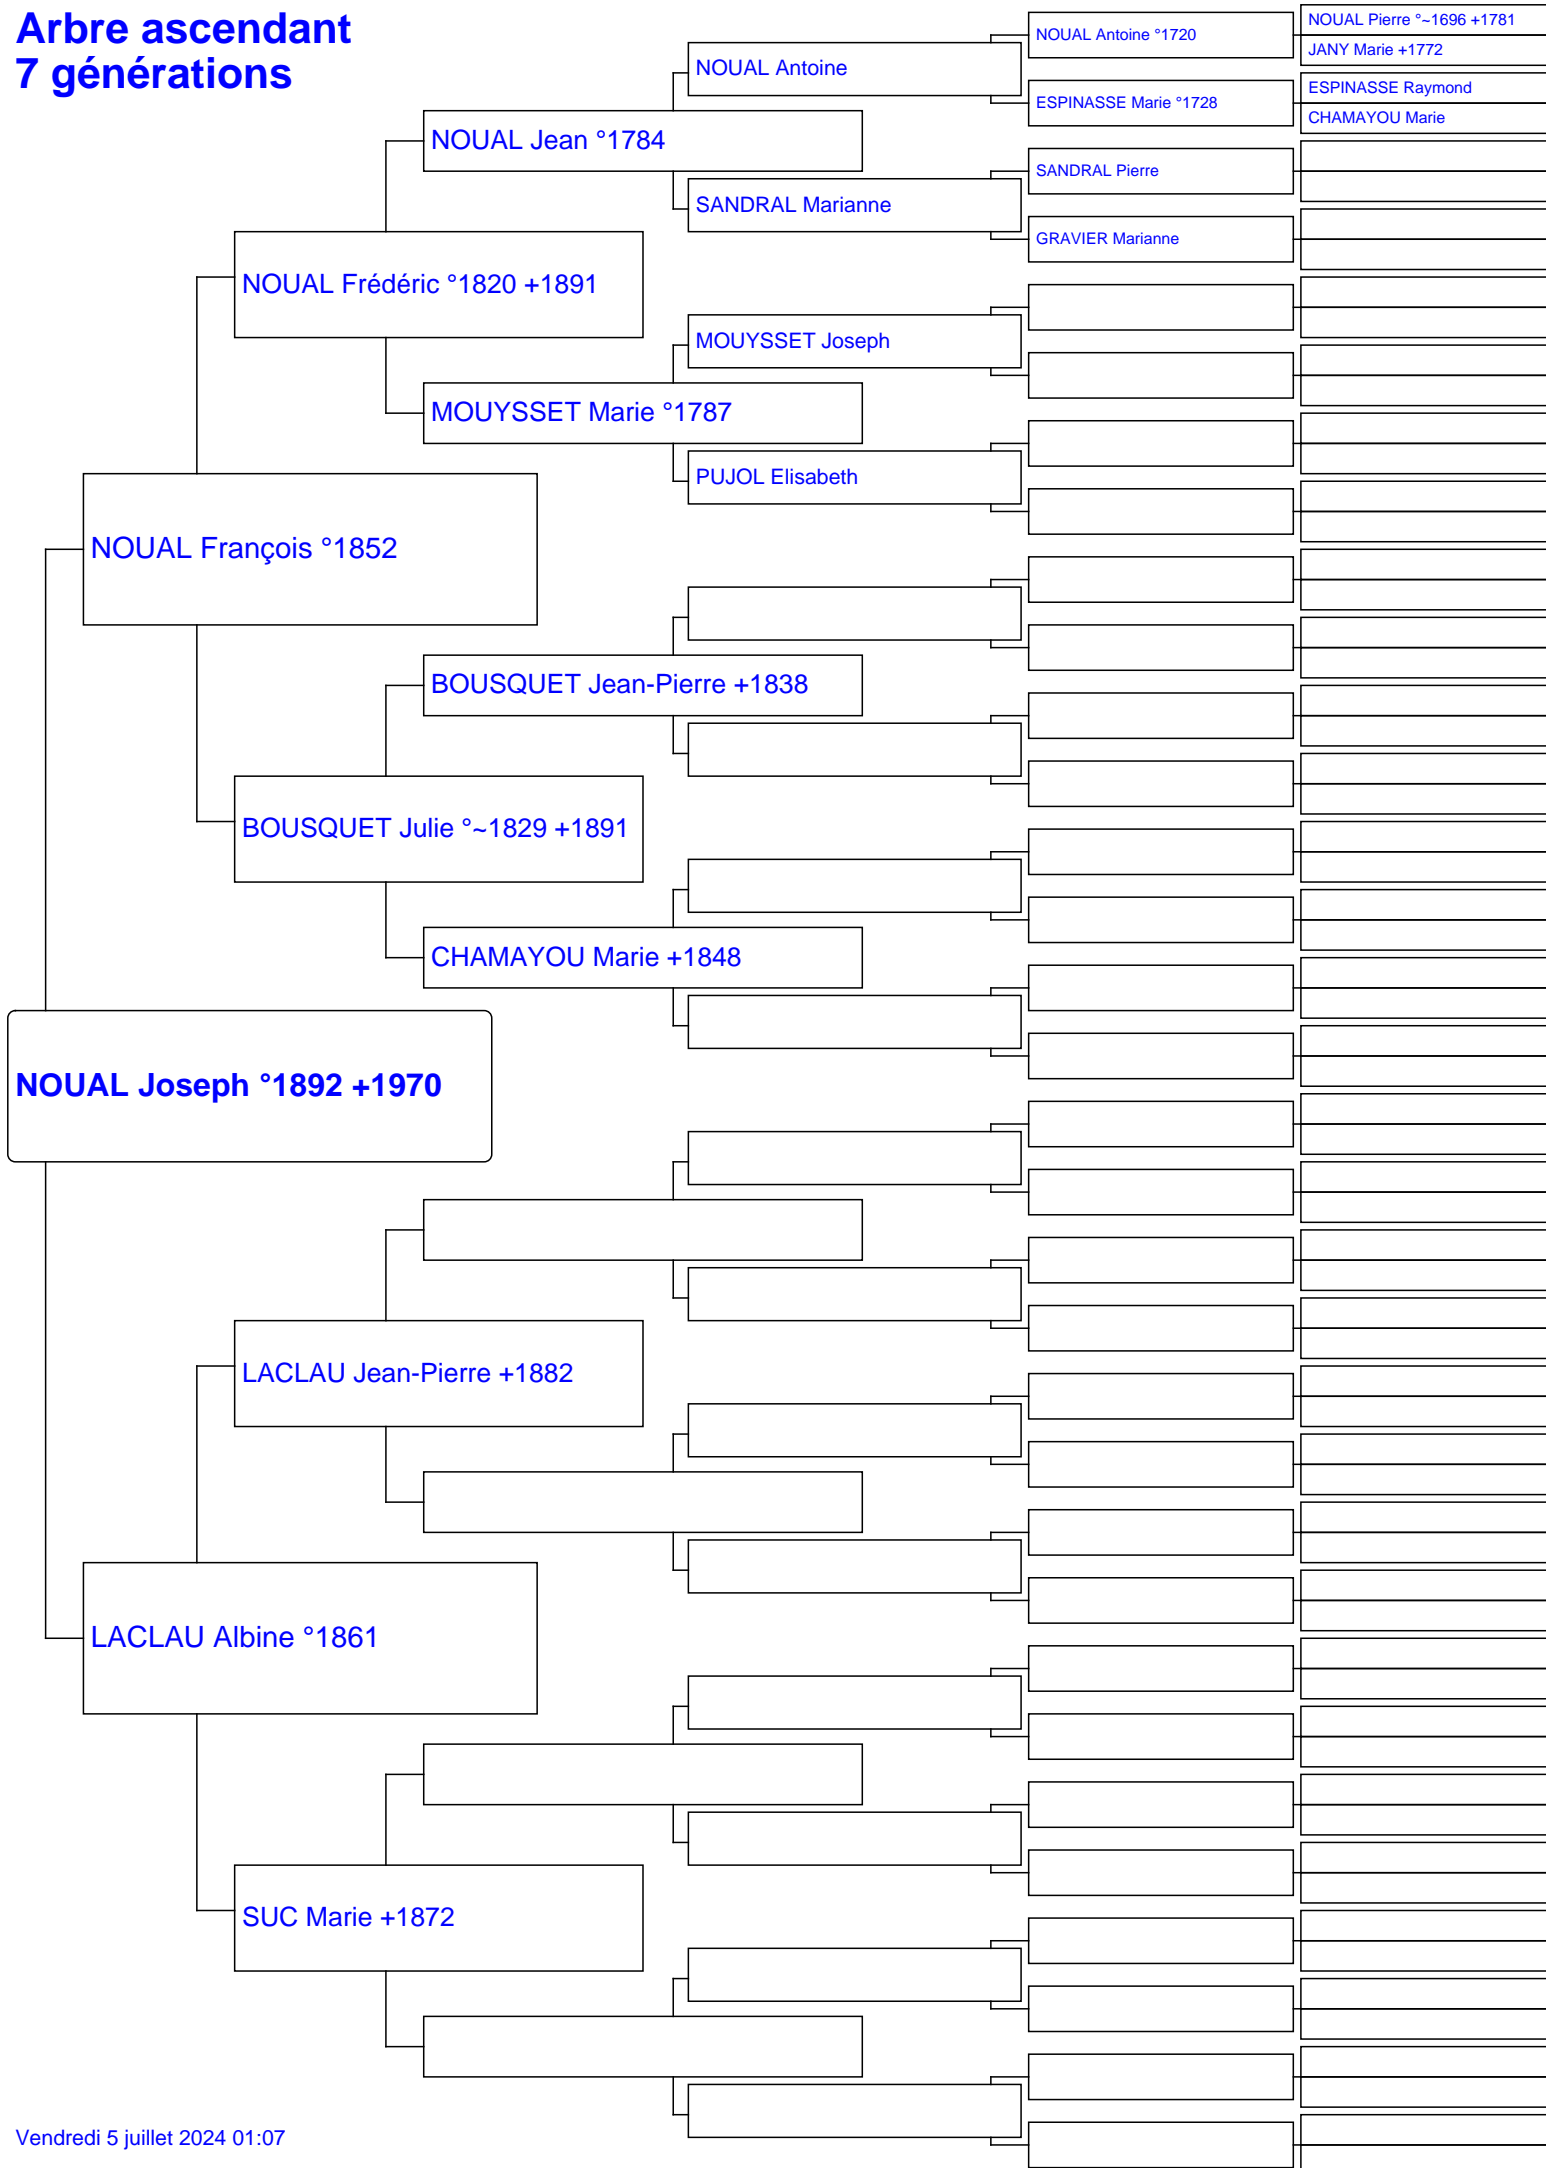 Arbre ascendant
7 générations
NOUAL Joseph °1892 +1970
NOUAL François °1852
LACLAU Albine °1861
NOUAL Frédéric °1820 +1891
BOUSQUET Julie °~1829 +1891
LACLAU Jean-Pierre +1882
SUC Marie +1872
NOUAL Jean °1784
MOUYSSET Marie °1787
BOUSQUET Jean-Pierre +1838
CHAMAYOU Marie +1848
NOUAL Antoine
SANDRAL Marianne
MOUYSSET Joseph
PUJOL Elisabeth
NOUAL Antoine °1720
ESPINASSE Marie °1728
SANDRAL Pierre
GRAVIER Marianne
NOUAL Pierre °~1696 +1781
JANY Marie +1772
ESPINASSE Raymond
CHAMAYOU Marie
Vendredi 5 juillet 2024 01:07